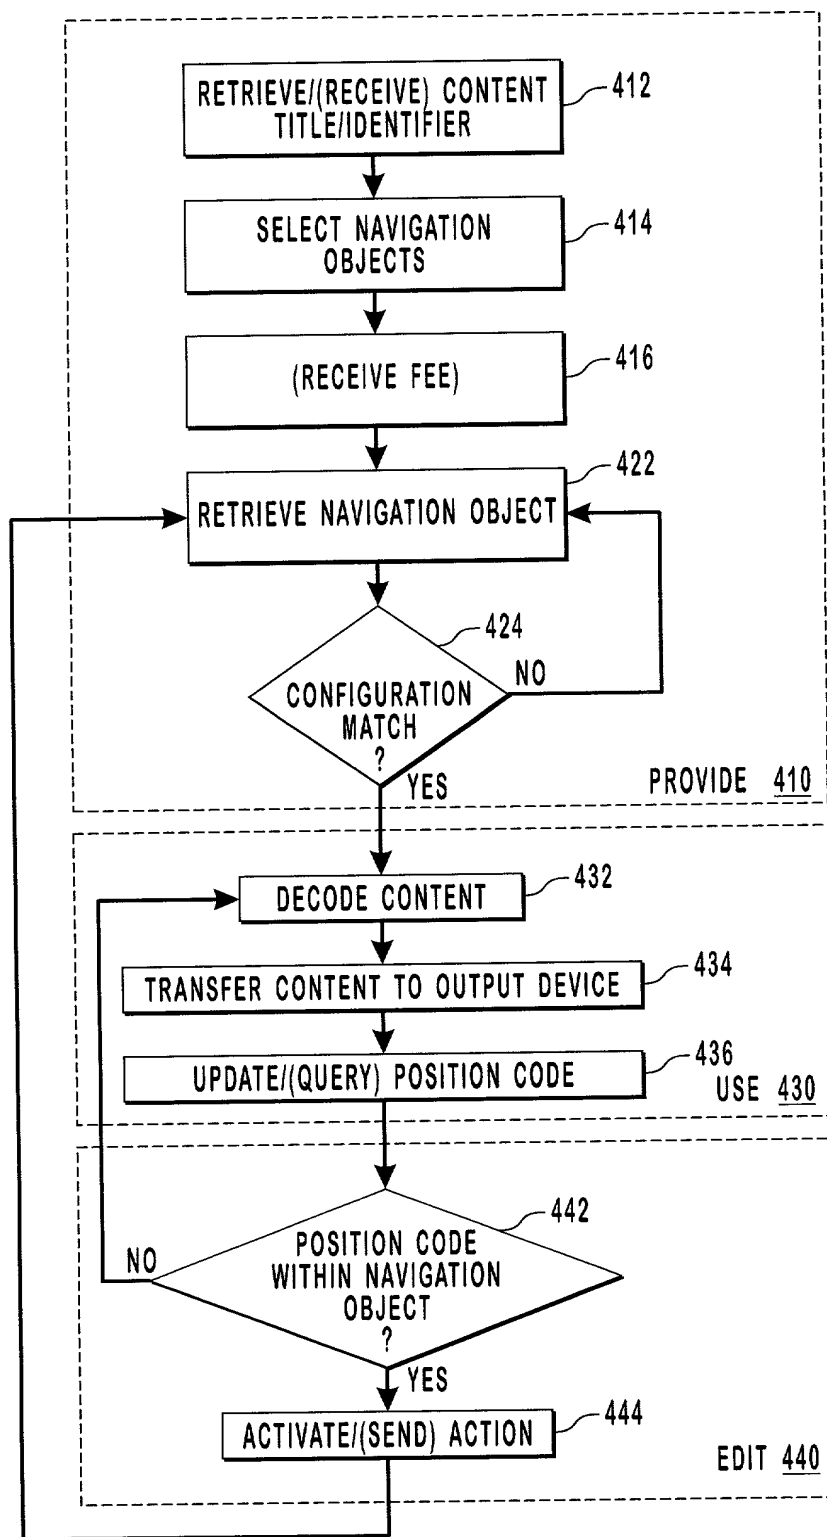 RETRIEVE/(RECEIVE) CONTENT
TITLE/IDENTIFIER
412
SELECT NAVIGATION
OBJECTS
414
(RECEIVE FEE)
416
422
RETRIEVE NAVIGATION OBJECT
424
CONFIGURATION
MATCH
?
NO
YES
PROVIDE 410
DECODE CONTENT
432
TRANSFER CONTENT TO OUTPUT DEVICE
434
UPDATE/(QUERY) POSITION CODE
436
USE 430
442
POSITION CODE
WITHIN NAVIGATION
OBJECT
?
NO
YES
ACTIVATE/(SEND) ACTION
444
EDIT 440